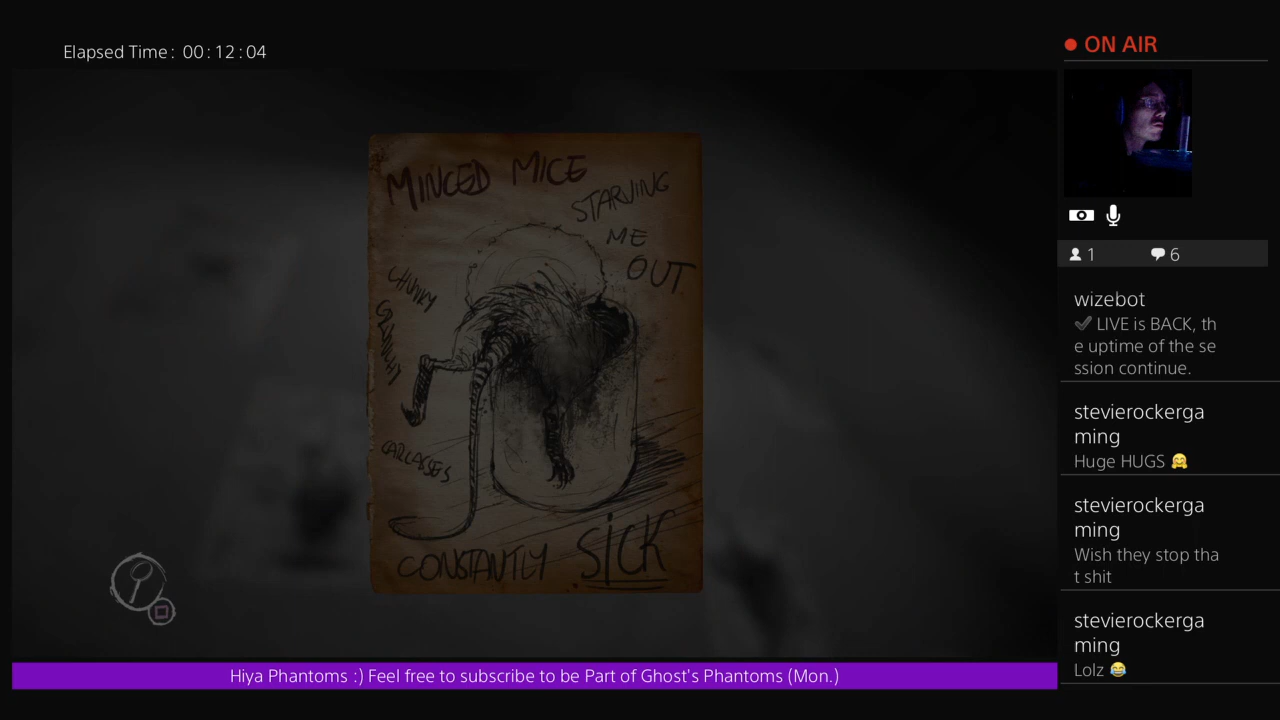 Elapsed Time: 00:12:04
MINCED MICE
STARVING
ME
OUT
CHUNKY
CARCASSES
CONSTANTLY SICK
Hiya Phantoms :) Feel free to subscribe to be Part of Ghost's Phantoms (Mon.)
ON AIR
1 6
wizebot
LIVE is BACK, th
e uptime of the se
ssion continue.
stevierockerga
ming
Huge HUGS 🤗
stevierockerga
ming
Wish they stop tha
t shit
stevierockerga
ming
Lolz 😂